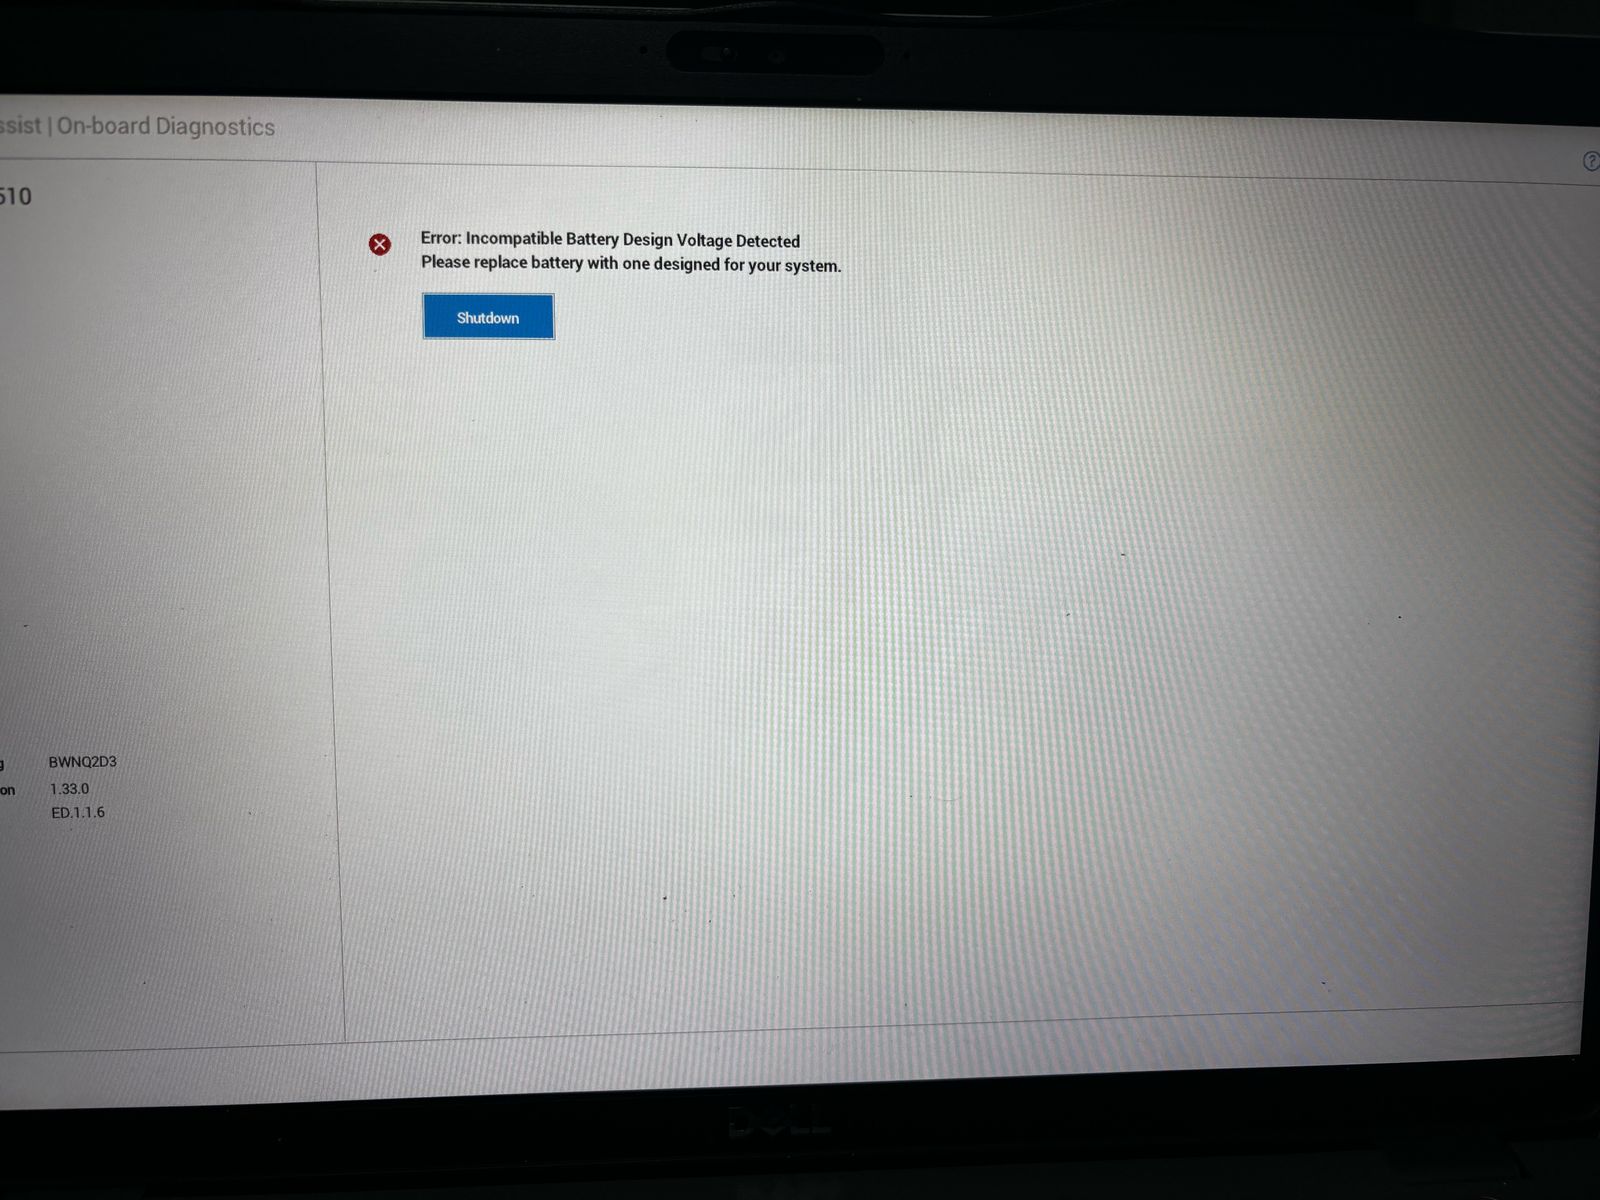 ssist | On-board Diagnostics
510
Error: Incompatible Battery Design Voltage Detected
Please replace battery with one designed for your system.
Shutdown
g BWNQ2D3
on 1.33.0
ED.1.1.6
DELL